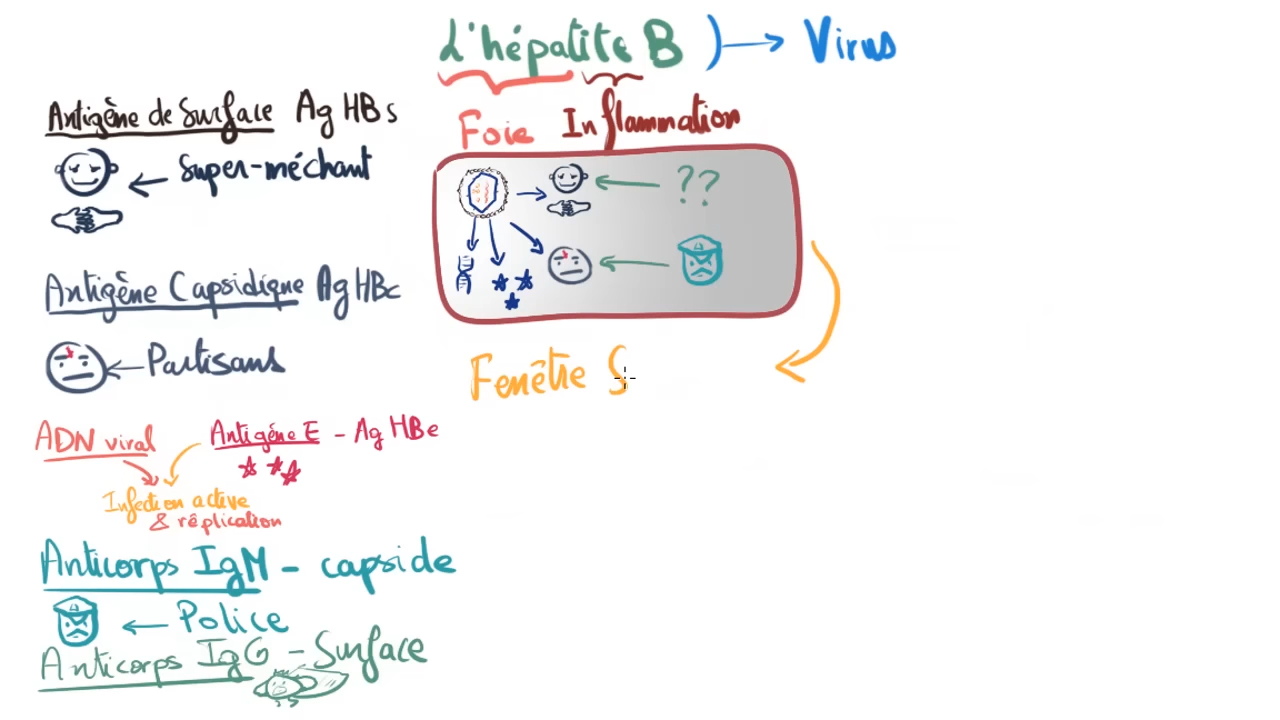 L'hépatite B ) → Virus
Foie Inflammation
Antigène de Surface Ag HBs
Super-méchant
??
Antigène Capsidique Ag HBc
Partisans
Fenêtre S
ADN viral
Antigène E - Ag HBe
Infection active
& réplication
Anticorps IgM - capside
Police
Anticorps IgG - Surface